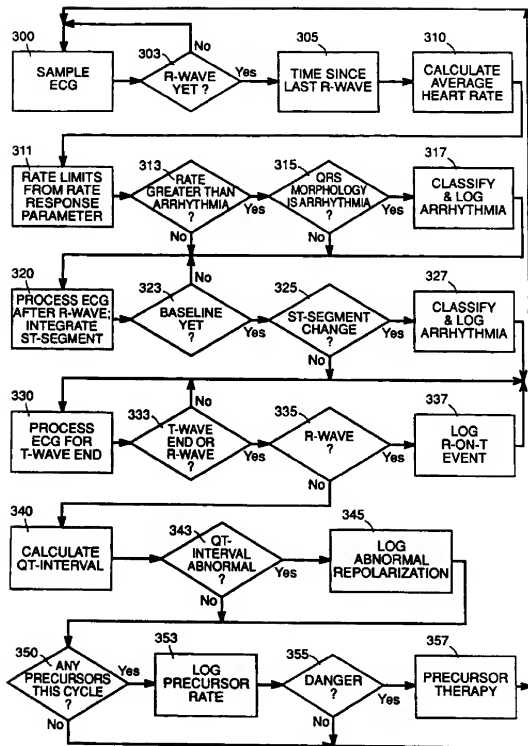 300
SAMPLE
ECG
No
303
R-WAVE
YET ?
Yes
305
TIME SINCE
LAST R-WAVE
310
CALCULATE
AVERAGE
HEART RATE
311
RATE LIMITS
FROM RATE
RESPONSE
PARAMETER
313
RATE
GREATER THAN
ARRHYTHMIA
?
Yes
No
315
QRS
MORPHOLOGY
IS ARRHYTHMIA
?
Yes
No
317
CLASSIFY
& LOG
ARRHYTHMIA
320
PROCESS ECG
AFTER R-WAVE;
INTEGRATE
ST-SEGMENT
No
323
BASELINE
YET ?
Yes
325
ST-SEGMENT
CHANGE
?
Yes
No
327
CLASSIFY
& LOG
ARRHYTHMIA
330
PROCESS
ECG FOR
T-WAVE END
No
333
T-WAVE
END OR
R-WAVE ?
Yes
335
R-WAVE
?
Yes
No
337
LOG
R-ON-T
EVENT
340
CALCULATE
QT-INTERVAL
343
QT-
INTERVAL
ABNORMAL
?
Yes
No
345
LOG
ABNORMAL
REPOLARIZATION
350
ANY
PRECURSORS
THIS CYCLE
?
Yes
No
353
LOG
PRECURSOR
RATE
355
DANGER
?
Yes
No
357
PRECURSOR
THERAPY